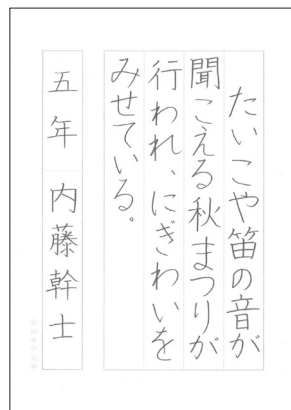 たいこや笛の音が
聞こえる秋まつりが
行われ、にぎわいを
みせている。
五年 内藤幹士